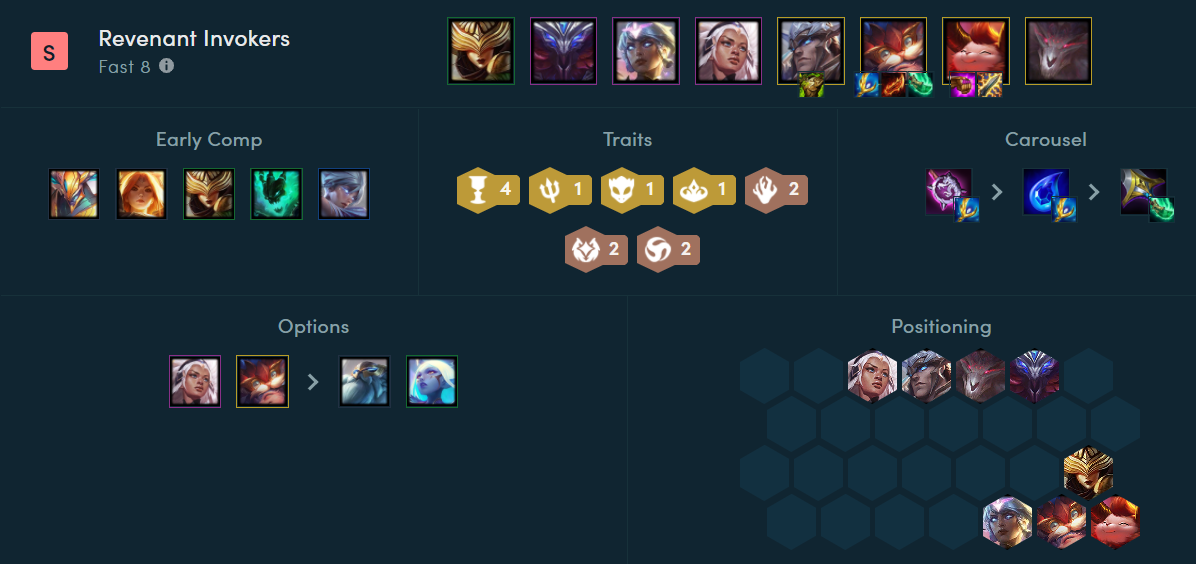 S
Revenant Invokers
Fast 8 i
Early Comp
Traits
Carousel
4 1 1 1 2
2 2
Options
Positioning